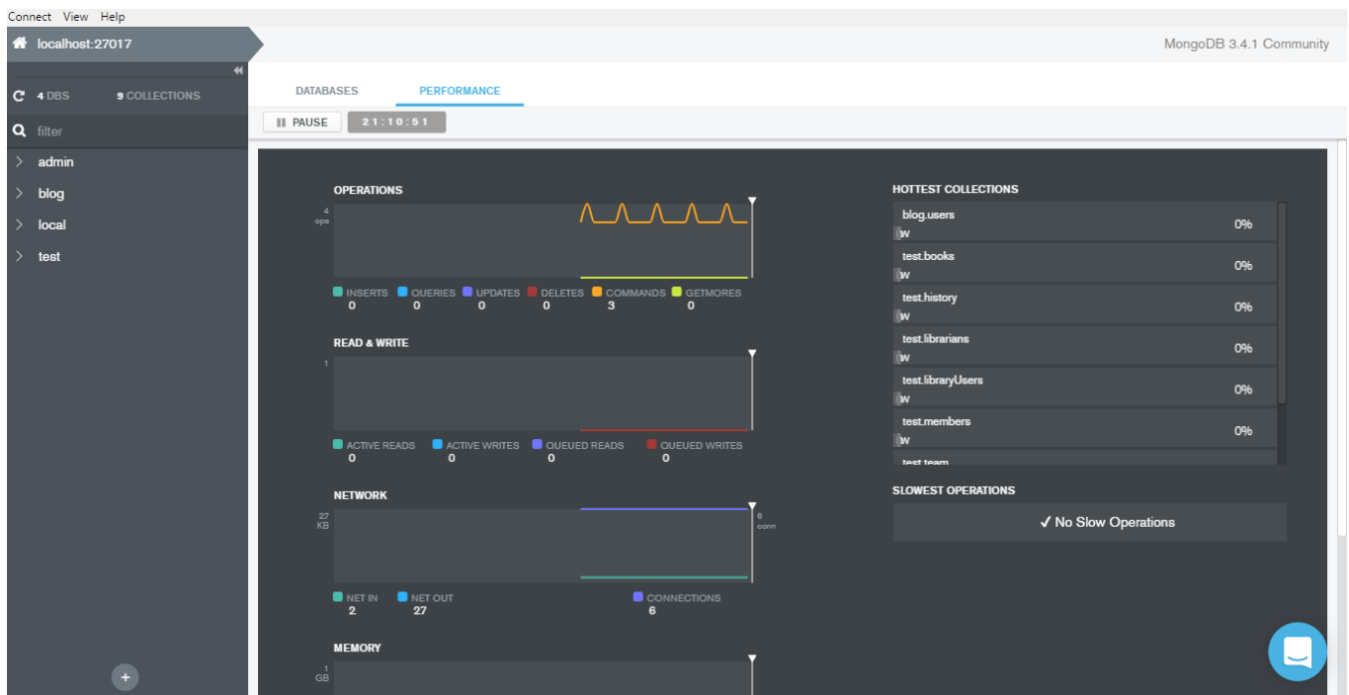 Connect View Help
localhost:27017
MongoDB 3.4.1 Community
4 DBS 9 COLLECTIONS
DATABASES PERFORMANCE
filter
PAUSE 21:10:51
admin
blog
local
test
OPERATIONS
4
ops
INSERTS QUERIES UPDATES DELETES COMMANDS GETMORES
0 0 0 0 3 0
READ & WRITE
1
ACTIVE READS ACTIVE WRITES QUEUED READS QUEUED WRITES
0 0 0 0
NETWORK
27 6
KB conn
NET IN NET OUT CONNECTIONS
2 27 6
MEMORY
1
GB
HOTTEST COLLECTIONS
blog.users 0%
W
test.books 0%
W
test.history 0%
W
test.librarians 0%
W
test.libraryUsers 0%
W
test.members 0%
W
test.team
SLOWEST OPERATIONS
✓ No Slow Operations